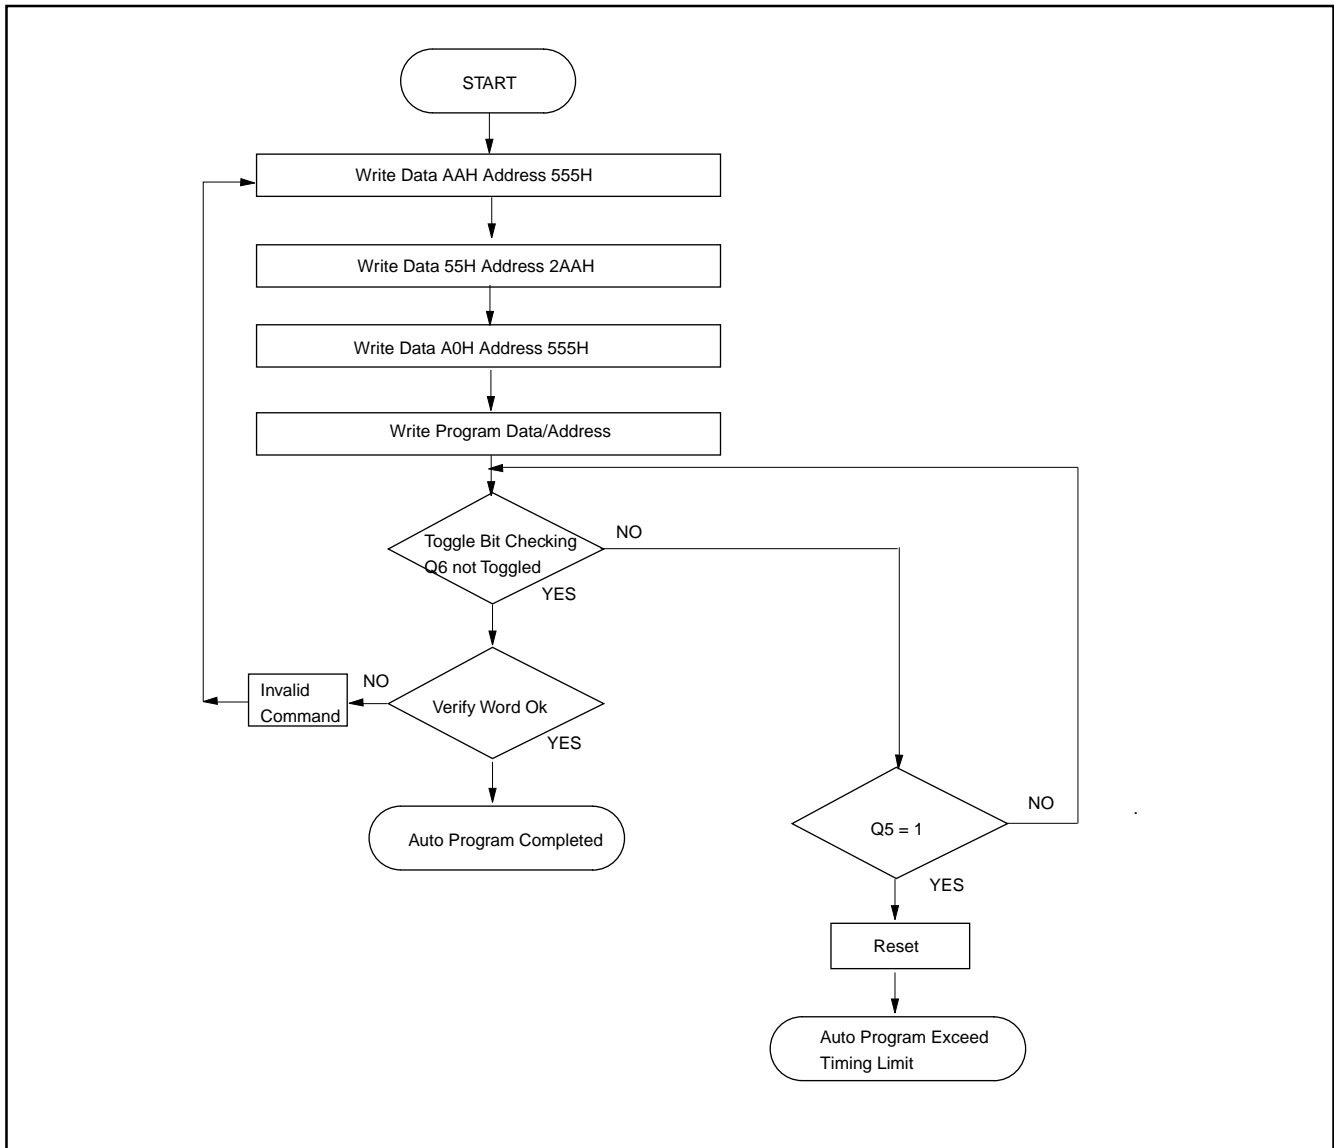 START
Write Data AAH Address 555H
Write Data 55H Address 2AAH
Write Data A0H Address 555H
Write Program Data/Address
Toggle Bit Checking
Q6 not Toggled
NO
YES
Invalid
Command
NO
Verify Word Ok
YES
Auto Program Completed
Q5 = 1
NO
YES
Reset
Auto Program Exceed
Timing Limit